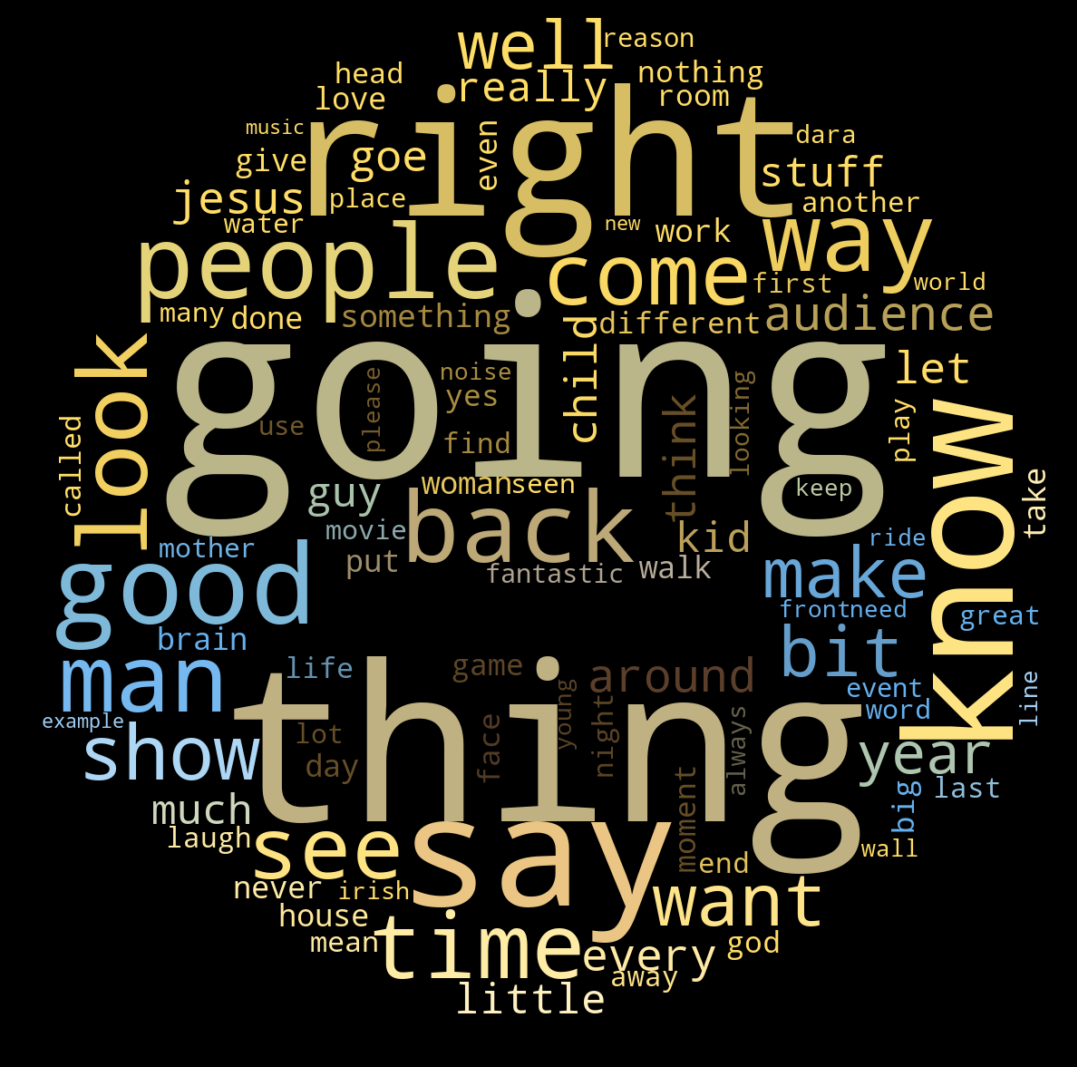 well
reason
head
nothing
really
love
room
right
music
dara
give
goe
even
stuff
jesus
place
another
water
new
work
way
people
come
first
world
many
done
something
different
audience
going
look
child
let
noise
please
yes
looking
play
know
think
use
find
called
woman
seen
keep
take
guy
back
movie
kid
ride
mother
put
fantastic
walk
make
good
front
need
great
brain
bit
man
life
game
around
event
word
line
example
thing
young
night
always
show
lot
day
face
year
much
moment
big
last
laugh
see
say
wall
end
never
irish
want
house
mean
time
every
god
away
little